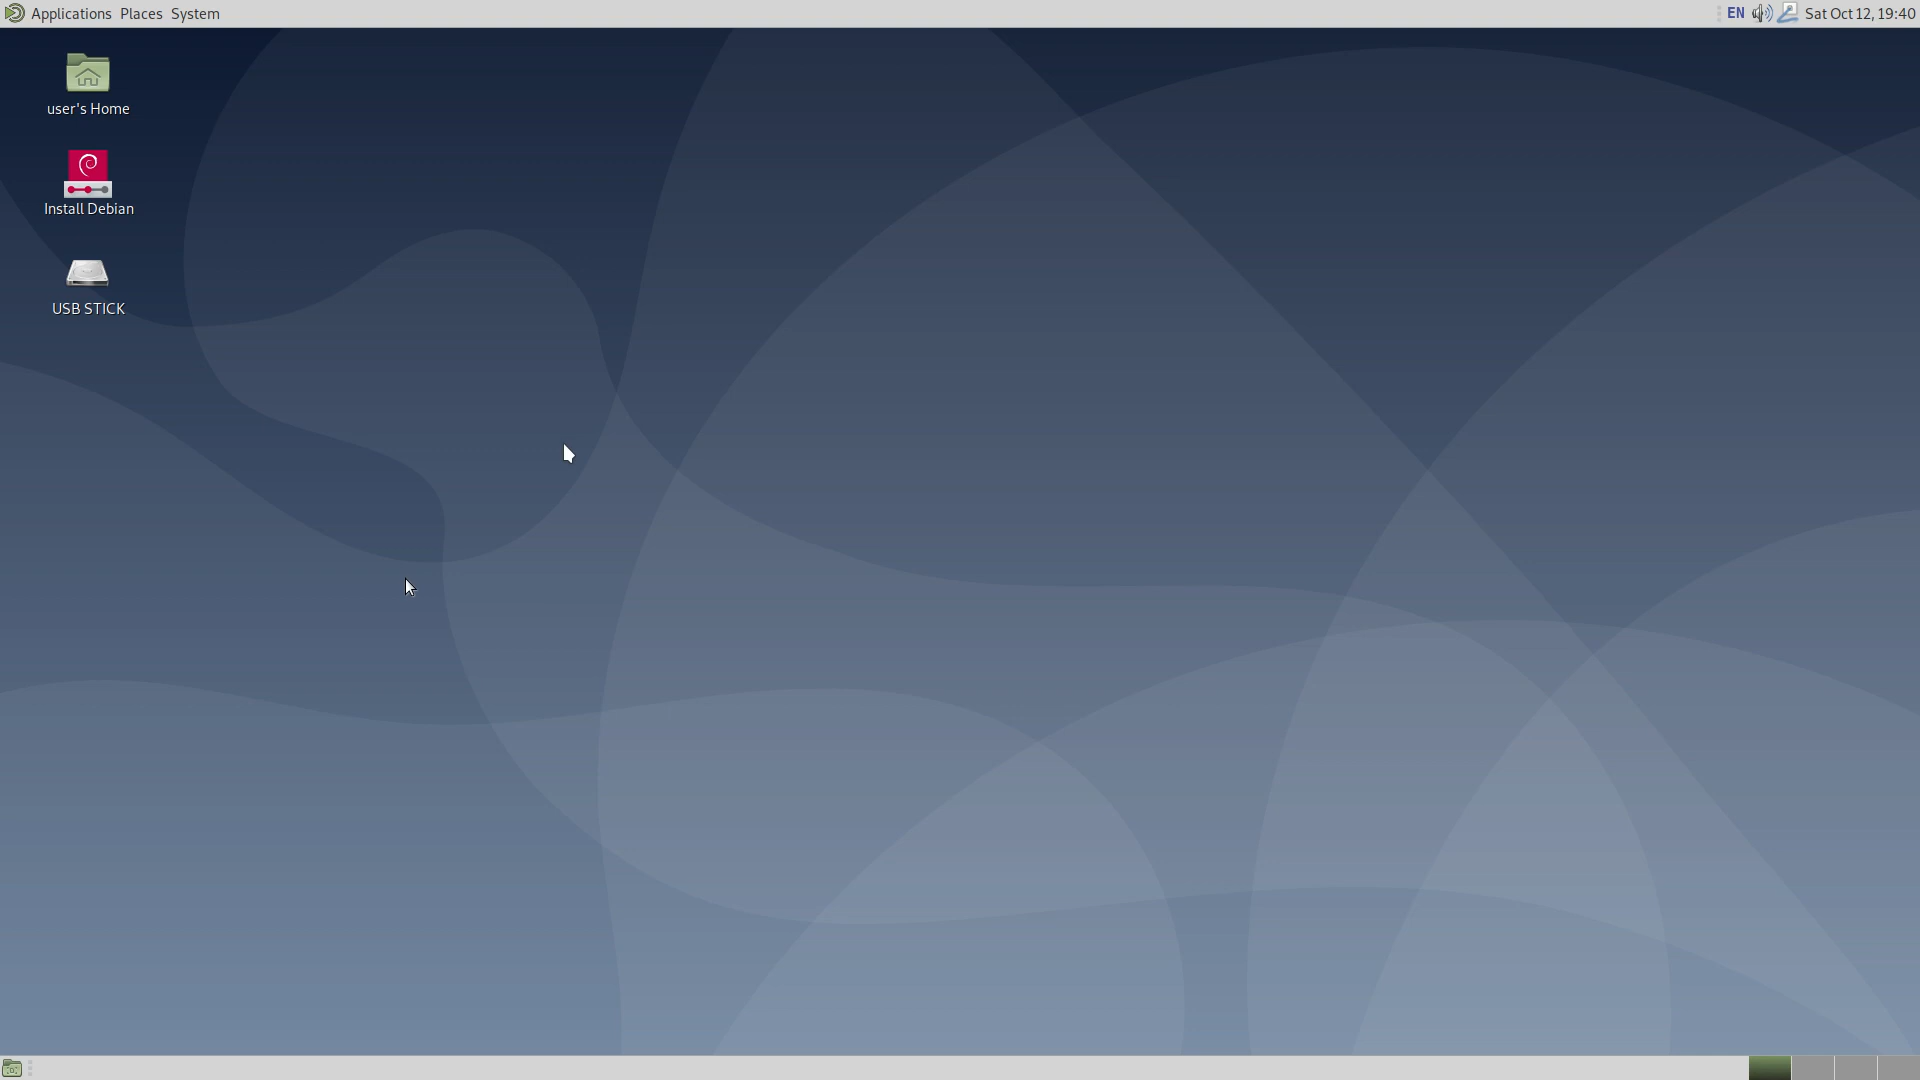 Applications Places System
EN Sat Oct 12, 19:40
user's Home
Install Debian
USB STICK